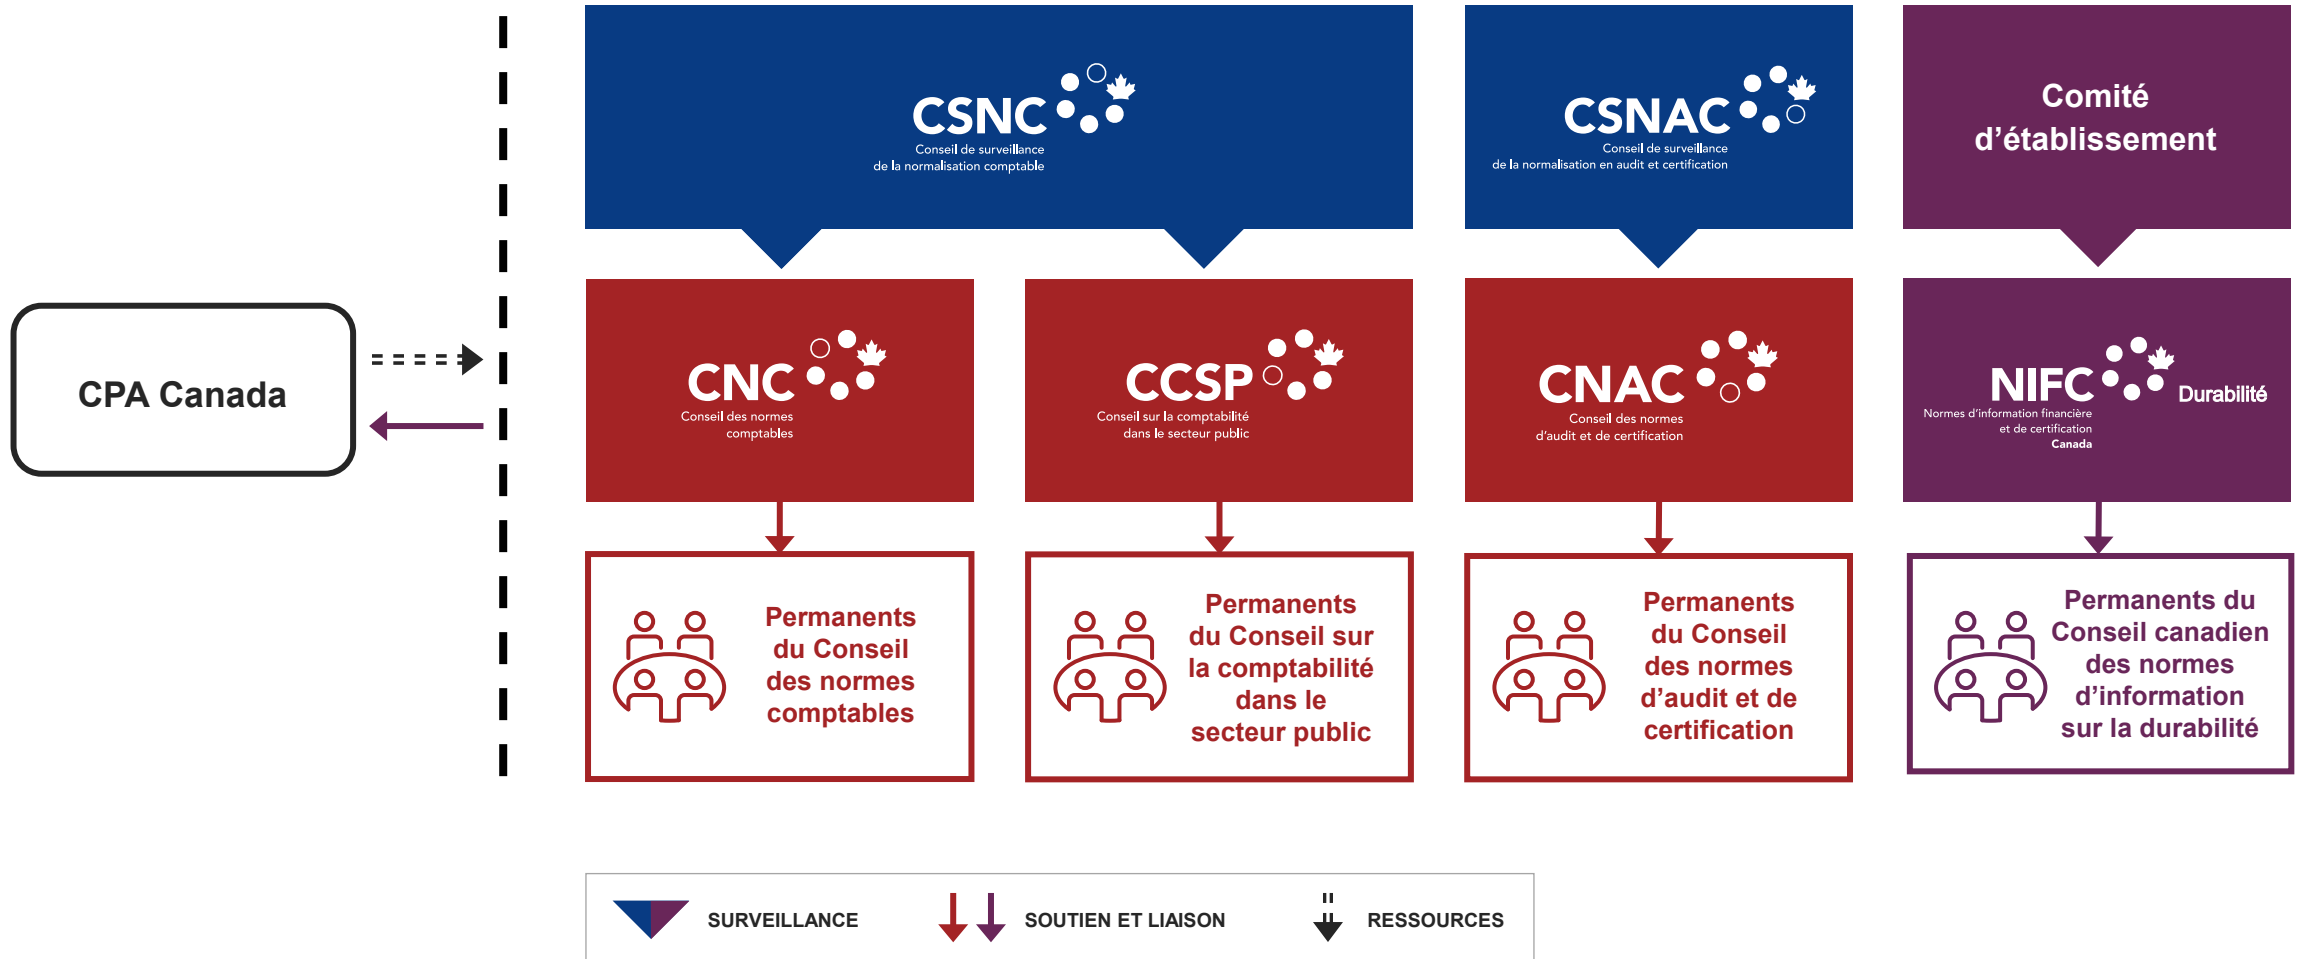 CSNC
Conseil de surveillance
de la normalisation comptable
CSNAC
Conseil de surveillance
de la normalisation en audit et certification
Comité
d’établissement
CPA Canada
CNC
Conseil des normes
comptables
CCSP
Conseil sur la comptabilité
dans le secteur public
CNAC
Conseil des normes
d’audit et de certification
NIFC Durabilité
Normes d’information financière
et de certification
Canada
Permanents
du Conseil
des normes
comptables
Permanents
du Conseil sur
la comptabilité
dans le
secteur public
Permanents
du Conseil
des normes
d’audit et de
certification
Permanents du
Conseil canadien
des normes
d’information
sur la durabilité
SURVEILLANCE
SOUTIEN ET LIAISON
RESSOURCES